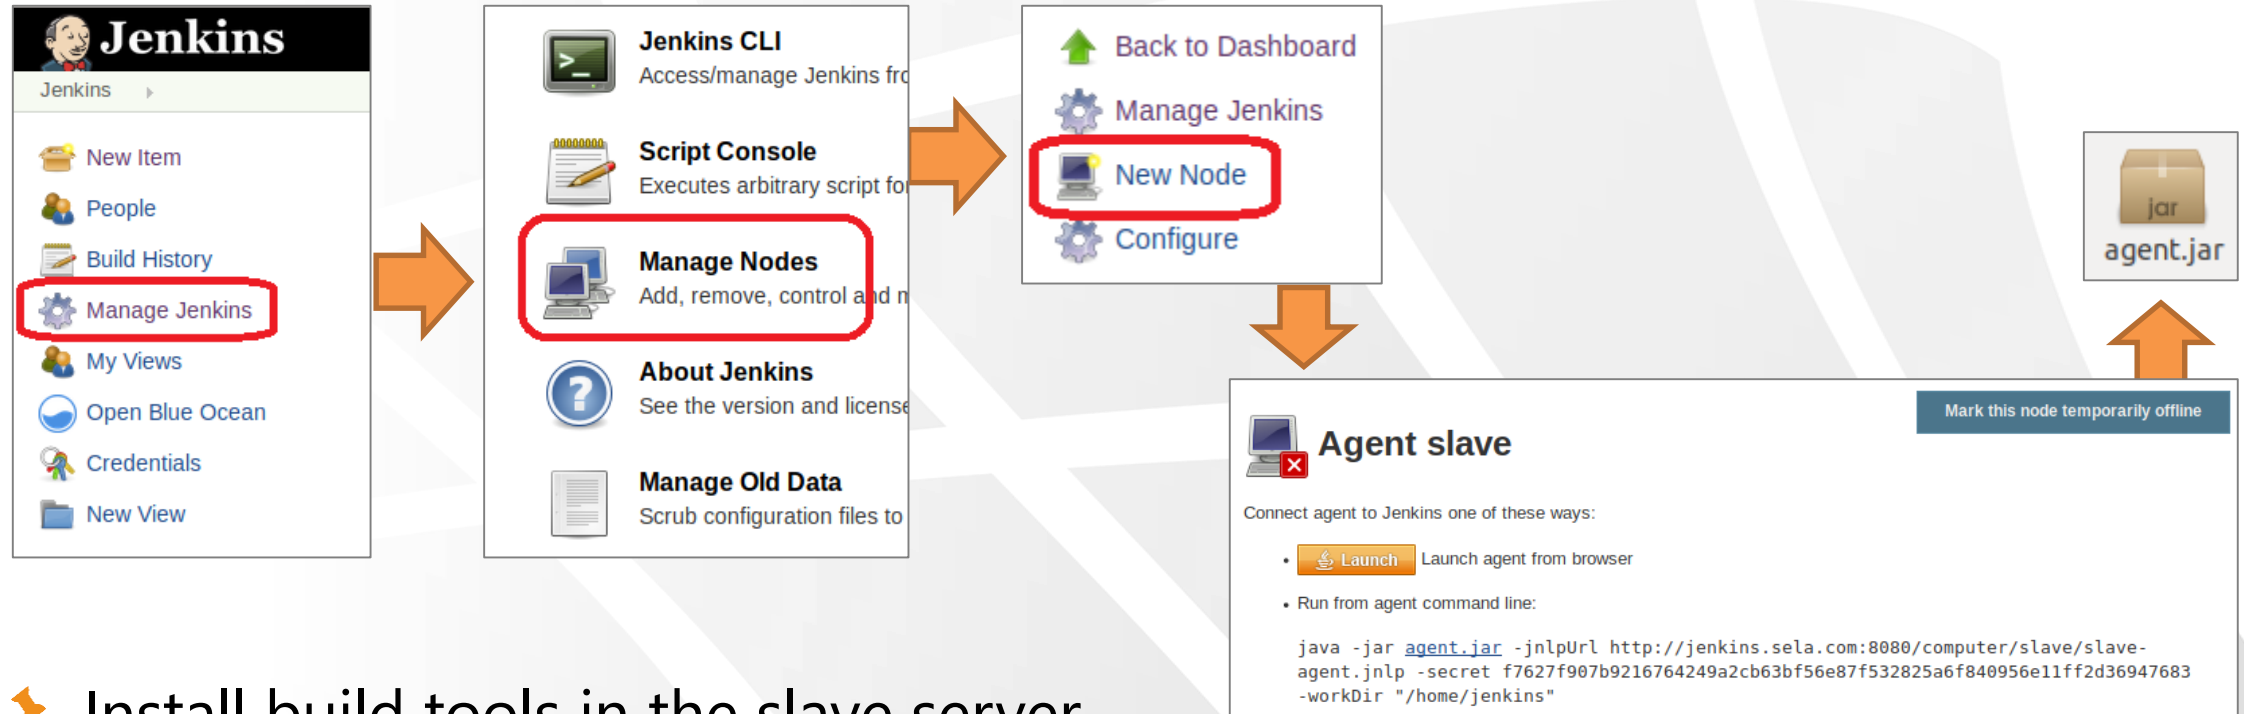 Jenkins
Jenkins
New Item
People
Build History
Manage Jenkins
My Views
Open Blue Ocean
Credentials
New View
Jenkins CLI
Access/manage Jenkins fro
Script Console
Executes arbitrary script for
Manage Nodes
Add, remove, control and m
About Jenkins
See the version and license
Manage Old Data
Scrub configuration files to
Back to Dashboard
Manage Jenkins
New Node
Configure
jar
agent.jar
Mark this node temporarily offline
Agent slave
Connect agent to Jenkins one of these ways:
Launch Launch agent from browser
Run from agent command line:
java -jar agent.jar -jnlpUrl http://jenkins.sela.com:8080/computer/slave/slave-
agent.jnlp -secret f7627f907b9216764249a2cb63bf56e87f532825a6f840956e11ff2d36947683
-workDir "/home/jenkins"
Install build tools in the slave server